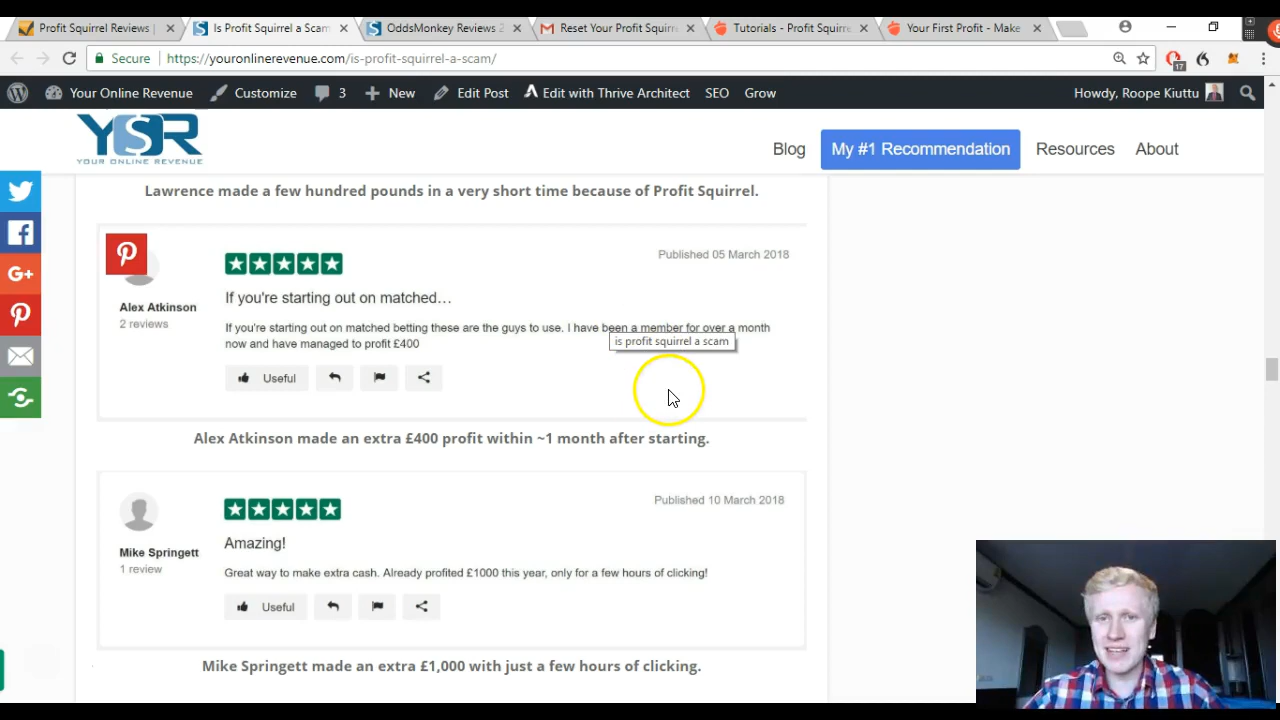 Profit Squirrel Reviews |
Is Profit Squirrel a Scam
OddsMonkey Reviews 2
Reset Your Profit Squirr
Tutorials - Profit Squirre
Your First Profit - Make
Secure
https://youronlinerevenue.com/is-profit-squirrel-a-scam/
17
Your Online Revenue
Customize
3
New
Edit Post
Edit with Thrive Architect
SEO
Grow
Howdy, Roope Kiuttu
Y$R
YOUR ONLINE REVENUE
Blog
My #1 Recommendation
Resources
About
Lawrence made a few hundred pounds in a very short time because of Profit Squirrel.
Published 05 March 2018
Alex Atkinson
2 reviews
If you're starting out on matched…
If you're starting out on matched betting these are the guys to use. I have been a member for over a month
now and have managed to profit £400
is profit squirrel a scam
Useful
G+
Alex Atkinson made an extra £400 profit within ~1 month after starting.
Published 10 March 2018
Mike Springett
1 review
Amazing!
Great way to make extra cash. Already profited £1000 this year, only for a few hours of clicking!
Useful
Mike Springett made an extra £1,000 with just a few hours of clicking.